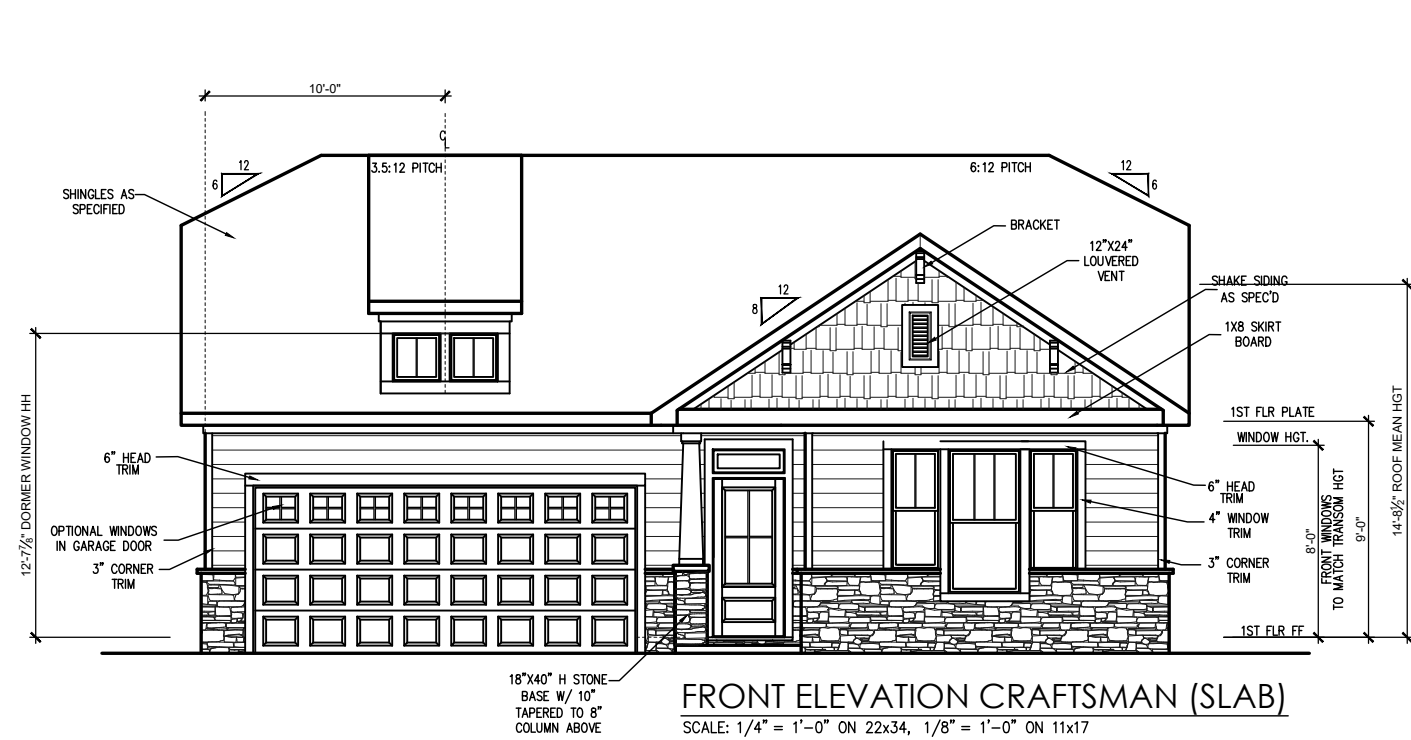 10'-0"
CL
3.5:12 PITCH
6:12 PITCH
12
6
12
6
SHINGLES AS
SPECIFIED
BRACKET
12"X24"
LOUVERED
VENT
12
8
SHAKE SIDING
AS SPEC'D
1X8 SKIRT
BOARD
12'-7⅞" DORMER WINDOW HH
1ST FLR PLATE
WINDOW HGT.
6" HEAD
TRIM
OPTIONAL WINDOWS
IN GARAGE DOOR
3" CORNER
TRIM
6" HEAD
TRIM
4" WINDOW
TRIM
3" CORNER
TRIM
8'-0"
FRONT WINDOWS
TO MATCH TRANSOM HGT
9'-0"
14'-8½" ROOF MEAN HGT
1ST FLR FF
18"X40" H STONE
BASE W/ 10"
TAPERED TO 8"
COLUMN ABOVE
FRONT ELEVATION CRAFTSMAN (SLAB)
SCALE: 1/4" = 1'-0" ON 22x34, 1/8" = 1'-0" ON 11x17